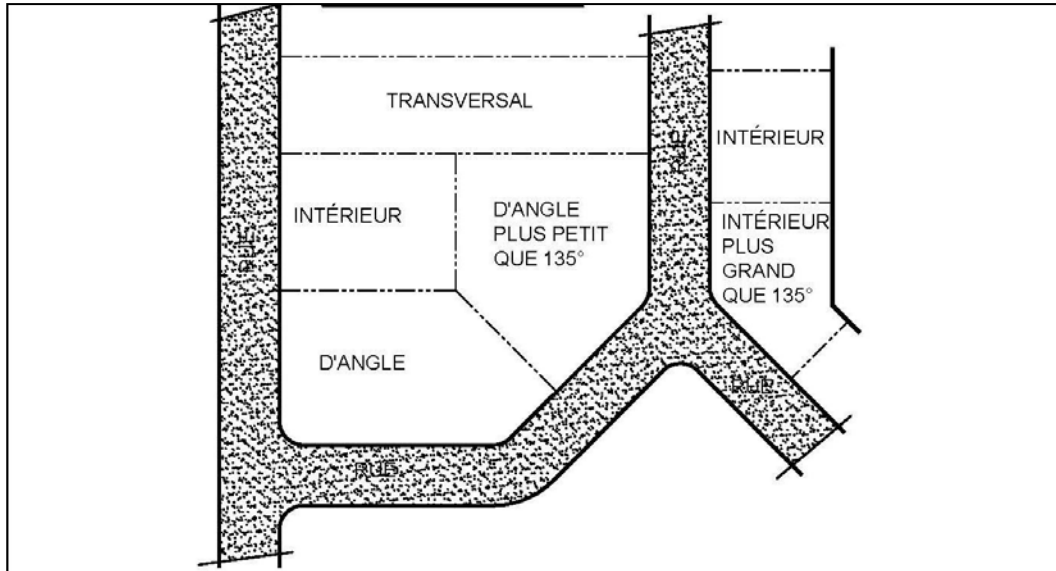 TRANSVERSAL
RUE
INTÉRIEUR
INTÉRIEUR
D'ANGLE
PLUS PETIT
QUE 135°
INTÉRIEUR
PLUS
GRAND
QUE 135°
RUE
D'ANGLE
RUE
RUE